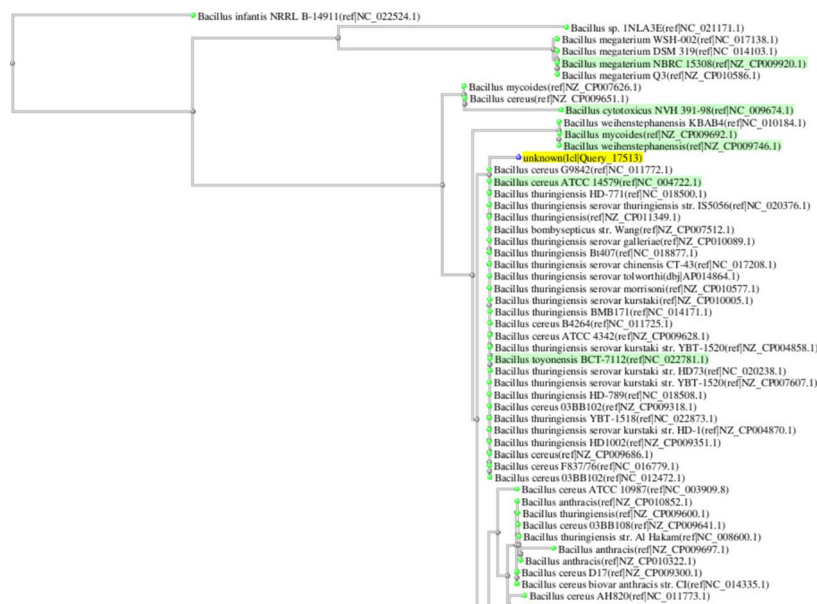 Bacillus infantis NRRL B-14911(ref|NC_022524.1)
Bacillus sp. 1NLA3E(ref|NC_021171.1)
Bacillus megaterium WSH-002(ref|NC_017138.1)
Bacillus megaterium DSM 319(ref|NC_014103.1)
Bacillus megaterium NBRC 15308(ref|NZ_CP009920.1)
Bacillus megaterium Q3(ref|NZ_CP010586.1)
Bacillus mycoides(ref|NZ_CP007626.1)
Bacillus cereus(ref|NZ_CP009651.1)
Bacillus cytotoxicus NVH 391-98(ref|NC_009674.1)
Bacillus weihenstephanensis KBAB4(ref|NC_010184.1)
Bacillus mycoides(ref|NZ_CP009692.1)
Bacillus weihenstephanensis(ref|NZ_CP009746.1)
unknown(lcl|Query_17513)
Bacillus cereus G9842(ref|NC_011772.1)
Bacillus cereus ATCC 14579(ref|NC_004722.1)
Bacillus thuringiensis HD-771(ref|NC_018500.1)
Bacillus thuringiensis serovar thuringiensis str. IS5056(ref|NC_020376.1)
Bacillus thuringiensis(ref|NZ_CP011349.1)
Bacillus bombysepticus str. Wang(ref|NZ_CP007512.1)
Bacillus thuringiensis serovar galleriae(ref|NZ_CP010089.1)
Bacillus thuringiensis Bt407(ref|NC_018877.1)
Bacillus thuringiensis serovar chinensis CT-43(ref|NC_017208.1)
Bacillus thuringiensis serovar tolworthi(dbj|AP014864.1)
Bacillus thuringiensis serovar morrisoni(ref|NZ_CP010577.1)
Bacillus thuringiensis serovar kurstaki(ref|NZ_CP010005.1)
Bacillus thuringiensis BMB171(ref|NC_014171.1)
Bacillus cereus B4264(ref|NC_011725.1)
Bacillus cereus ATCC 4342(ref|NZ_CP009628.1)
Bacillus thuringiensis serovar kurstaki str. YBT-1520(ref|NZ_CP004858.1)
Bacillus toyonensis BCT-7112(ref|NC_022781.1)
Bacillus thuringiensis serovar kurstaki str. HD73(ref|NC_020238.1)
Bacillus thuringiensis serovar kurstaki str. YBT-1520(ref|NZ_CP007607.1)
Bacillus thuringiensis HD-789(ref|NC_018508.1)
Bacillus cereus 03BB102(ref|NZ_CP009318.1)
Bacillus thuringiensis YBT-1518(ref|NC_022873.1)
Bacillus thuringiensis serovar kurstaki str. HD-1(ref|NZ_CP004870.1)
Bacillus thuringiensis HD1002(ref|NZ_CP009351.1)
Bacillus cereus(ref|NZ_CP009686.1)
Bacillus cereus F837/76(ref|NC_016779.1)
Bacillus cereus 03BB102(ref|NC_012472.1)
Bacillus cereus ATCC 10987(ref|NC_003909.8)
Bacillus anthracis(ref|NZ_CP010852.1)
Bacillus thuringiensis(ref|NZ_CP009600.1)
Bacillus cereus 03BB108(ref|NZ_CP009641.1)
Bacillus thuringiensis str. Al Hakam(ref|NC_008600.1)
Bacillus anthracis(ref|NZ_CP009697.1)
Bacillus anthracis(ref|NZ_CP010322.1)
Bacillus cereus D17(ref|NZ_CP009300.1)
Bacillus cereus biovar anthracis str. CI(ref|NC_014335.1)
Bacillus cereus AH820(ref|NC_011773.1)